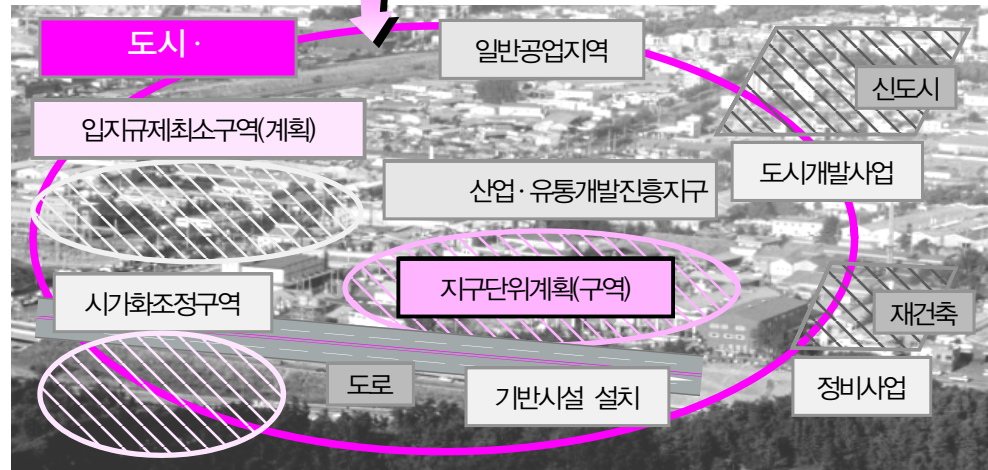 도시 ·
일반공업지역
신도시
입지규제최소구역(계획)
도시개발사업
산업 · 유통개발진흥지구
지구단위계획(구역)
시가화조정구역
재건축
도로
기반시설 설치
정비사업